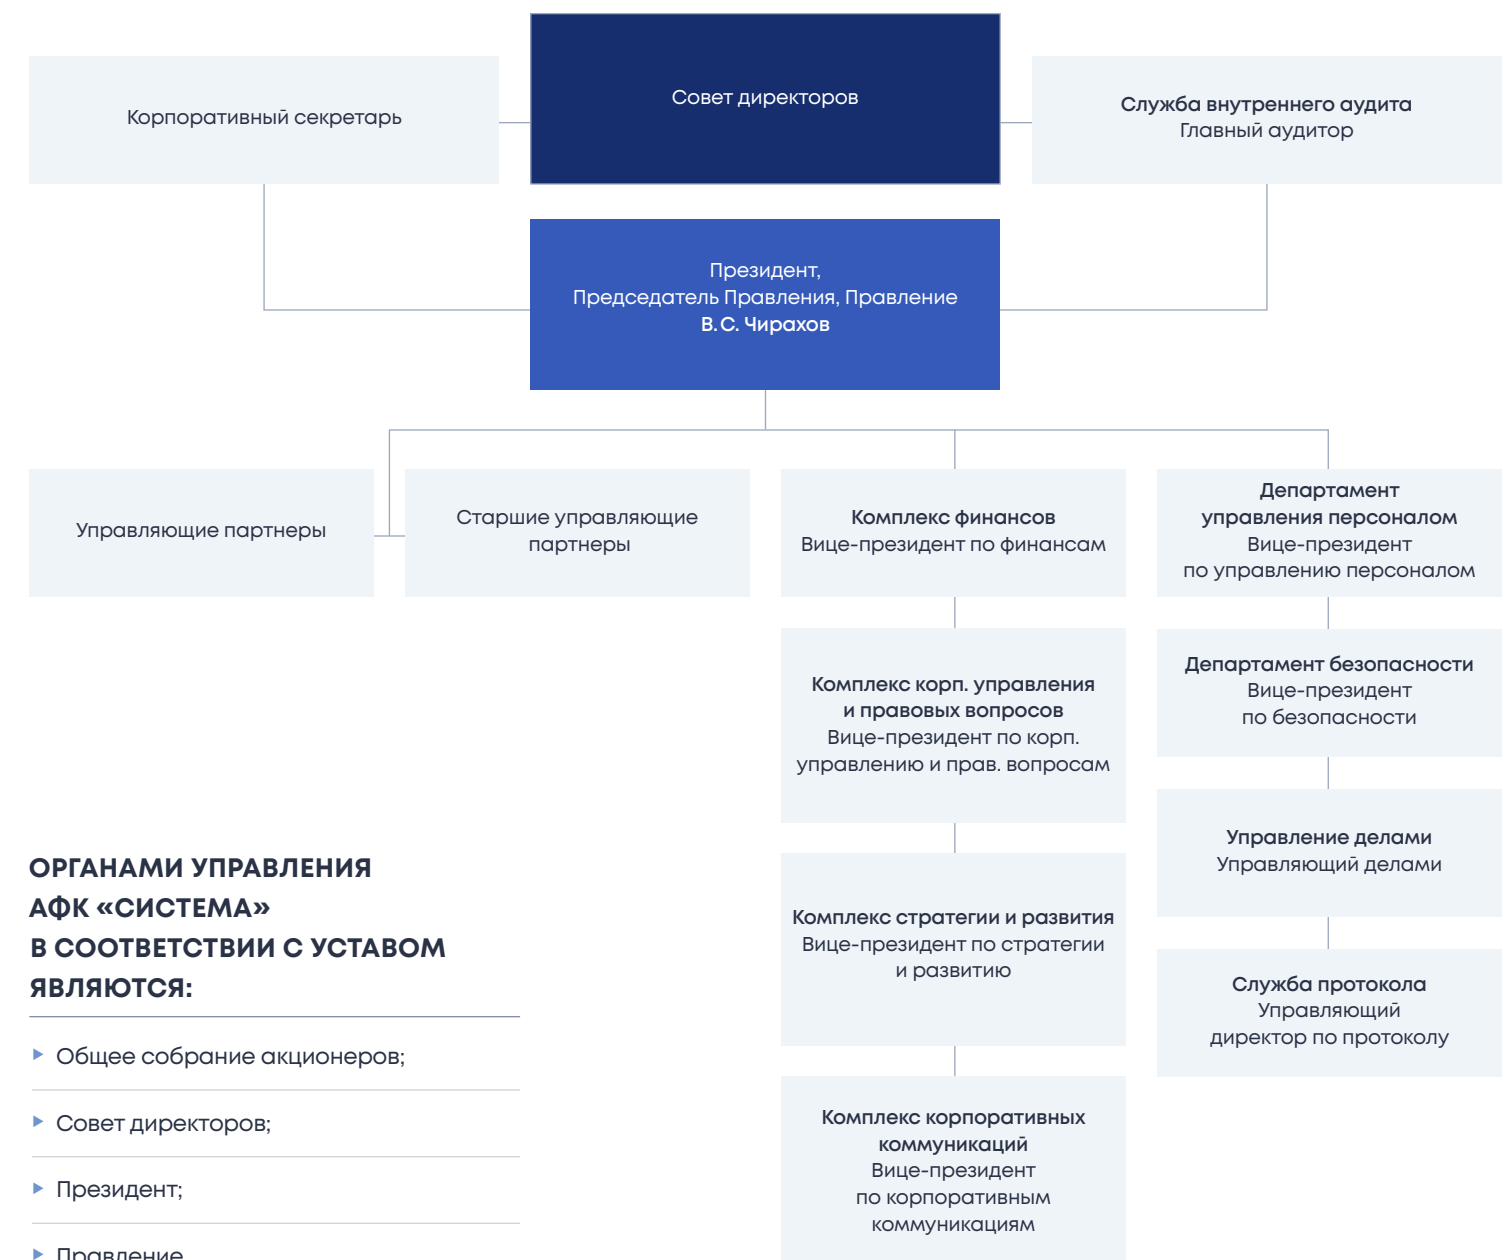 Совет директоров
Корпоративный секретарь
Служба внутреннего аудита
Главный аудитор
Президент,
Председатель Правления, Правление
В. С. Чирахов
Управляющие партнеры
Старшие управляющие
партнеры
Комплекс финансов
Вице-президент по финансам
Департамент
управления персоналом
Вице-президент
по управлению персоналом
Комплекс корп. управления
и правовых вопросов
Вице-президент по корп.
управлению и прав. вопросам
Департамент безопасности
Вице-президент
по безопасности
Управление делами
Управляющий делами
Комплекс стратегии и развития
Вице-президент по стратегии
и развитию
Служба протокола
Управляющий
директор по протоколу
Комплекс корпоративных
коммуникаций
Вице-президент
по корпоративным
коммуникациям
ОРГАНАМИ УПРАВЛЕНИЯ
АФК «СИСТЕМА»
В СООТВЕТСТВИИ С УСТАВОМ
ЯВЛЯЮТСЯ:
Общее собрание акционеров;
Совет директоров;
Президент;
Правление